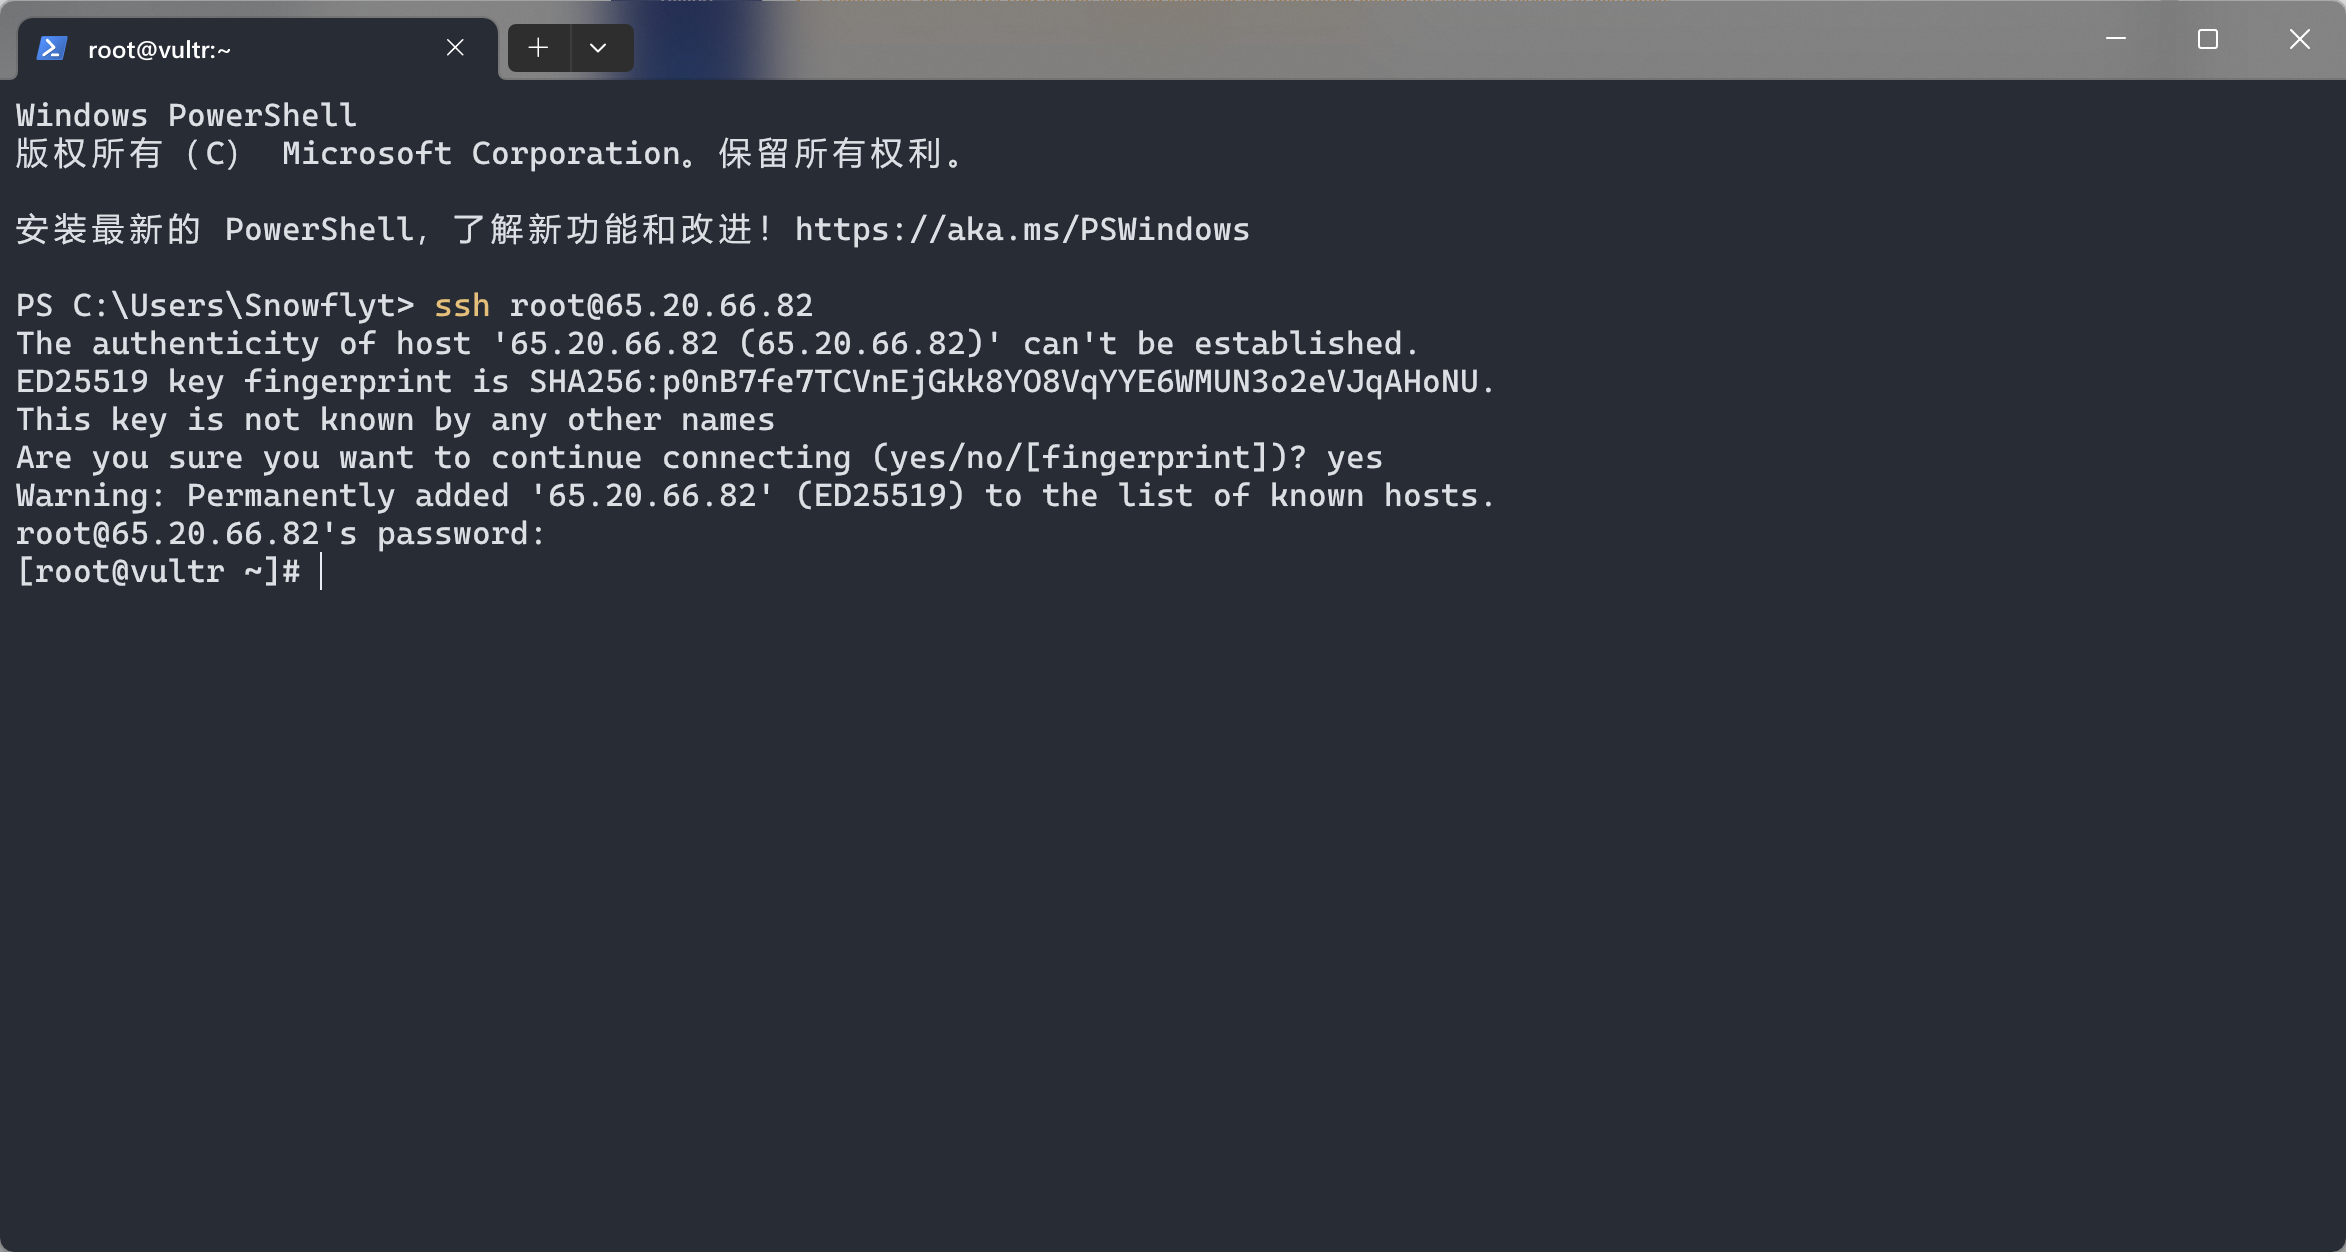 root@vultr:~
Windows PowerShell
版权所有（C） Microsoft Corporation。保留所有权利。
安装最新的 PowerShell，了解新功能和改进！https://aka.ms/PSWindows
PS C:\Users\Snowflyt> ssh root@65.20.66.82
The authenticity of host '65.20.66.82 (65.20.66.82)' can't be established.
ED25519 key fingerprint is SHA256:p0nB7fe7TCVnEjGkk8YO8VqYYE6WMUN3o2eVJqAHoNU.
This key is not known by any other names
Are you sure you want to continue connecting (yes/no/[fingerprint])? yes
Warning: Permanently added '65.20.66.82' (ED25519) to the list of known hosts.
root@65.20.66.82's password:
[root@vultr ~]#